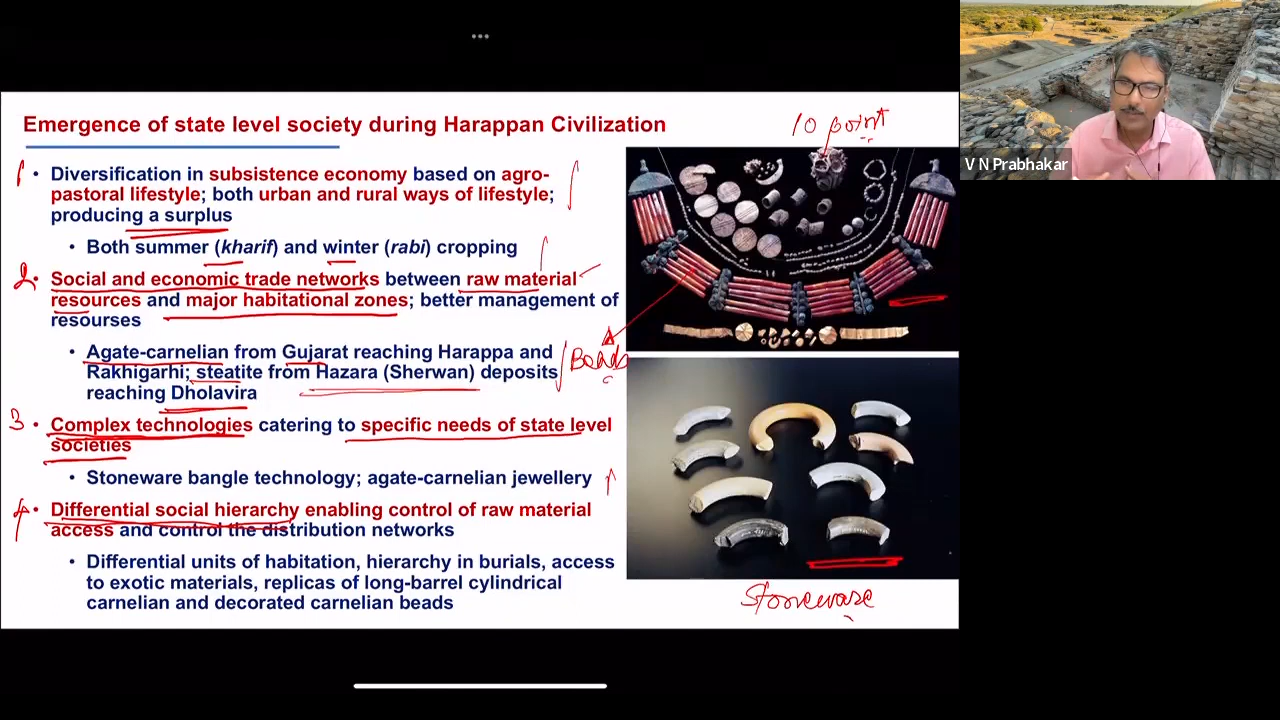 Emergence of state level society during Harappan Civilization
10 point
1 • Diversification in subsistence economy based on agro-
pastoral lifestyle; both urban and rural ways of lifestyle;
producing a surplus
• Both summer (kharif) and winter (rabi) cropping
2 • Social and economic trade networks between raw material
resources and major habitational zones; better management of
resourses
• Agate-carnelian from Gujarat reaching Harappa and
Rakhigarhi; steatite from Hazara (Sherwan) deposits
reaching Dholavira
Beads
3 • Complex technologies catering to specific needs of state level
societies
• Stoneware bangle technology; agate-carnelian jewellery
4 • Differential social hierarchy enabling control of raw material
access and control the distribution networks
• Differential units of habitation, hierarchy in burials, access
to exotic materials, replicas of long-barrel cylindrical
carnelian and decorated carnelian beads
Stoneware
V N Prabhakar